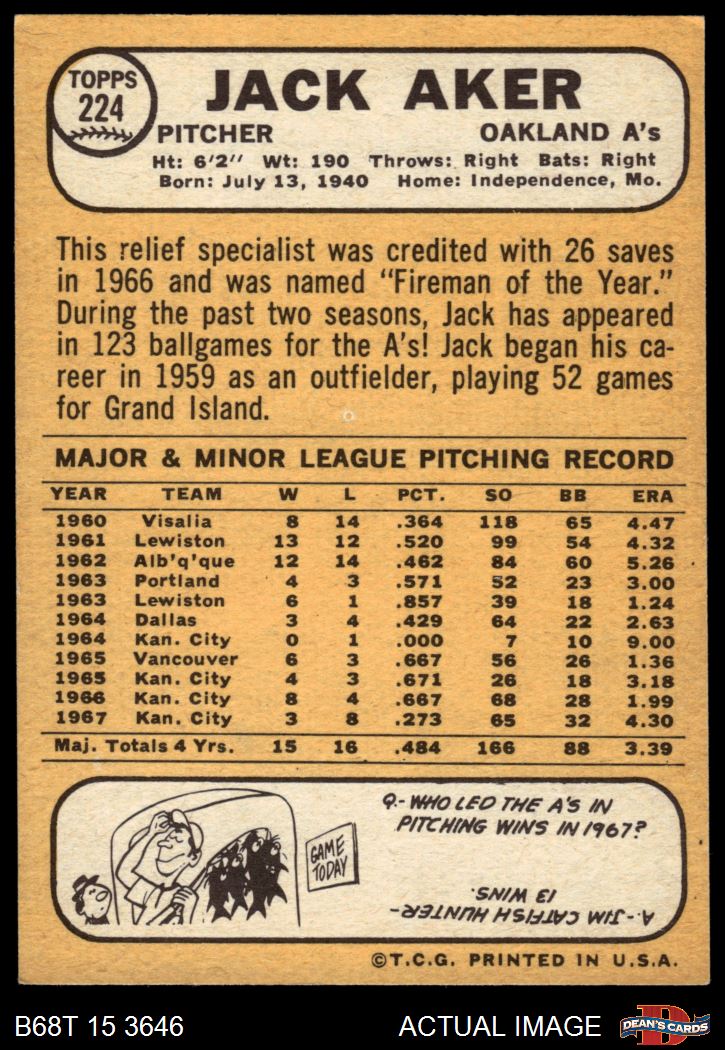 TOPPS
224
JACK AKER
PITCHER OAKLAND A's
Ht: 6'2" Wt: 190 Throws: Right Bats: Right
Born: July 13, 1940 Home: Independence, Mo.
This relief specialist was credited with 26 saves
in 1966 and was named "Fireman of the Year."
During the past two seasons, Jack has appeared
in 123 ballgames for the A's! Jack began his ca-
reer in 1959 as an outfielder, playing 52 games
for Grand Island.
MAJOR & MINOR LEAGUE PITCHING RECORD
YEAR TEAM W L PCT. SO BB ERA
1960 Visalia 8 14 .364 118 65 4.47
1961 Lewiston 13 12 .520 99 54 4.32
1962 Alb'q'que 12 14 .462 84 60 5.26
1963 Portland 4 3 .571 52 23 3.00
1963 Lewiston 6 1 .857 39 18 1.24
1964 Dallas 3 4 .429 64 22 2.63
1964 Kan. City 0 1 .000 7 10 9.00
1965 Vancouver 6 3 .667 56 26 1.36
1965 Kan. City 4 3 .671 26 18 3.18
1966 Kan. City 8 4 .667 68 28 1.99
1967 Kan. City 3 8 .273 65 32 4.30
Maj. Totals 4 Yrs. 15 16 .484 166 88 3.39
GAME
TODAY
Q.-WHO LED THE A'S IN
PITCHING WINS IN 1967?
A.-JIM CATFISH HUNTER-
13 WINS.
©T.C.G. PRINTED IN U.S.A.
B68T 15 3646 ACTUAL IMAGE
D
DEAN'S CARDS